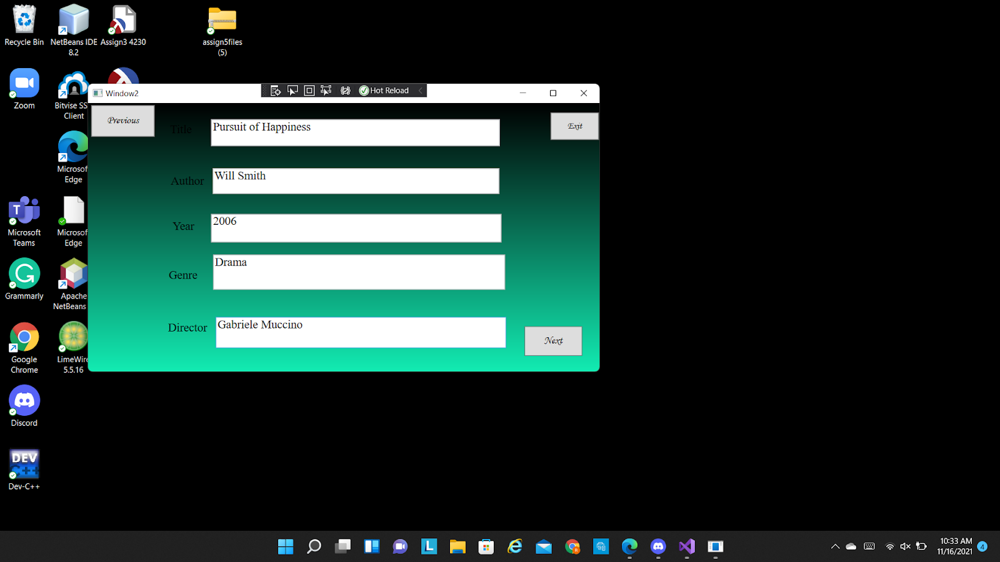 Recycle Bin
NetBeans IDE
8.2
Assign3 4230
assign5files
(5)
Zoom
Bitvise SS
Client
Microsof
Edge
Microsoft
Teams
Microsof
Edge
Grammarly
Apache
NetBeans
Google
Chrome
LimeWire
5.5.16
Discord
DEV
C++
Dev-C++
Window2
Hot Reload
Previous
Title
Pursuit of Happiness
Exit
Author
Will Smith
Year
2006
Genre
Drama
Director
Gabriele Muccino
Next
L
10:33 AM
11/16/2021
4